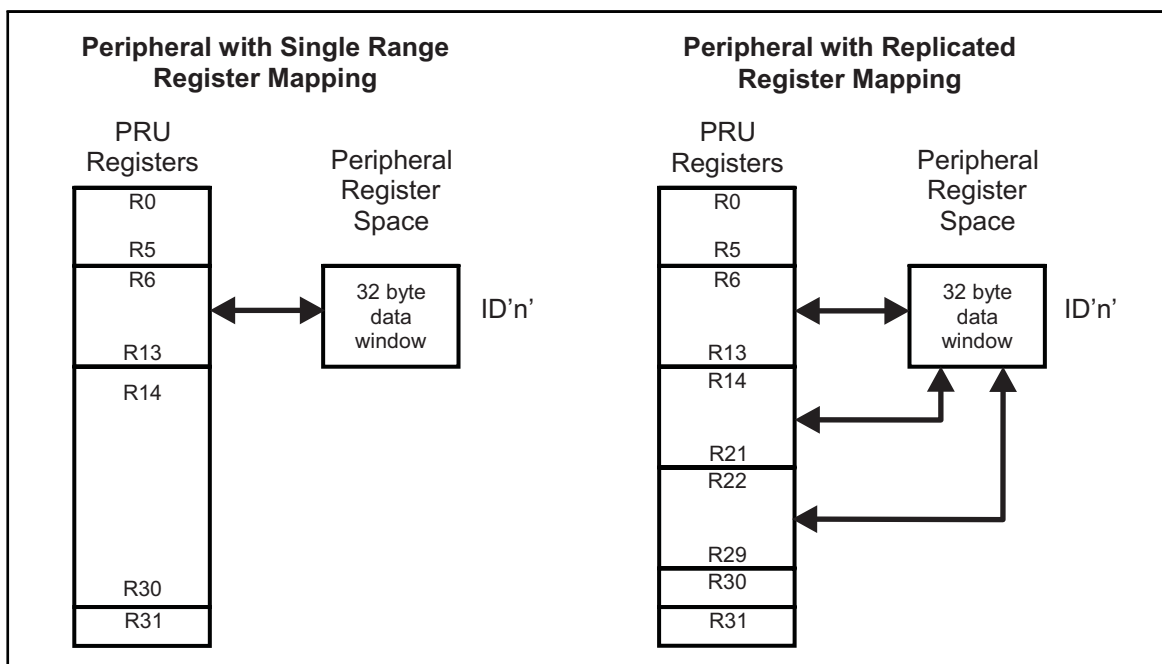 Peripheral with Single Range
Register Mapping
PRU
Registers
Peripheral
Register
Space
R0
R5
R6
R13
R14
R30
R31
32 byte
data
window
ID'n'
Peripheral with Replicated
Register Mapping
PRU
Registers
Peripheral
Register
Space
R0
R5
R6
R13
R14
R21
R22
R29
R30
R31
32 byte
data
window
ID'n'